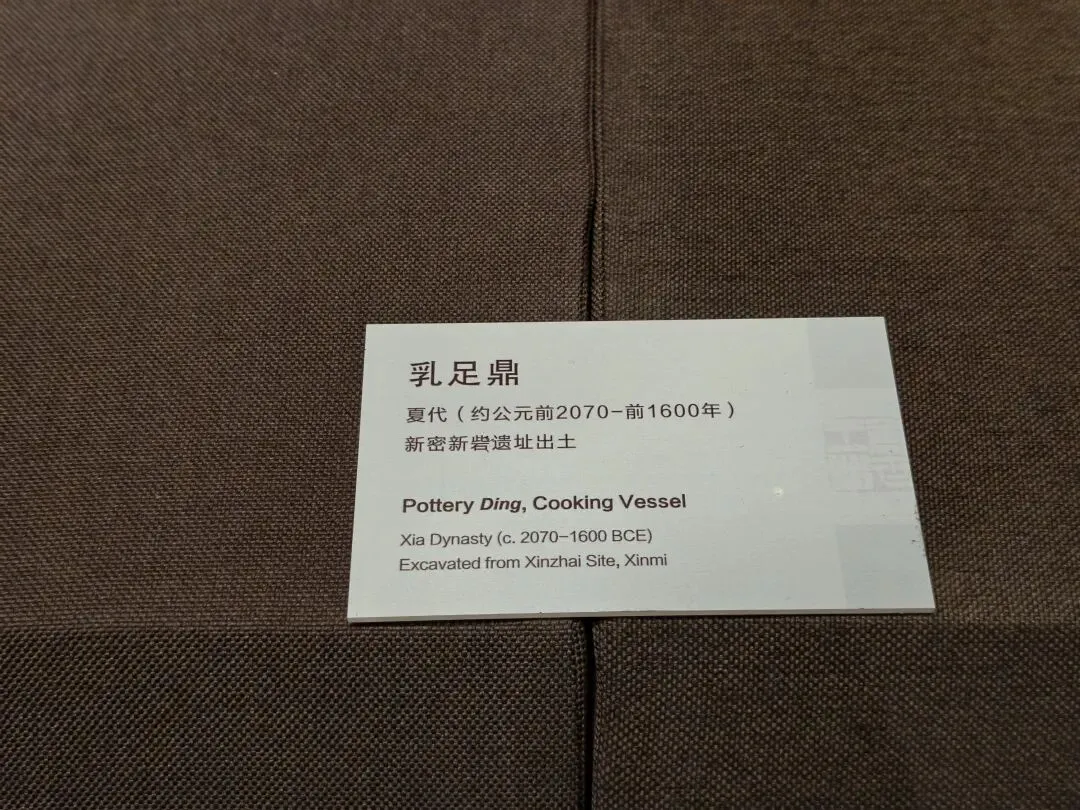 乳足鼎
夏代（约公元前2070-前1600年）
新密新砦遗址出土
Pottery Ding, Cooking Vessel
Xia Dynasty (c. 2070-1600 BCE)
Excavated from Xinzhai Site, Xinmi